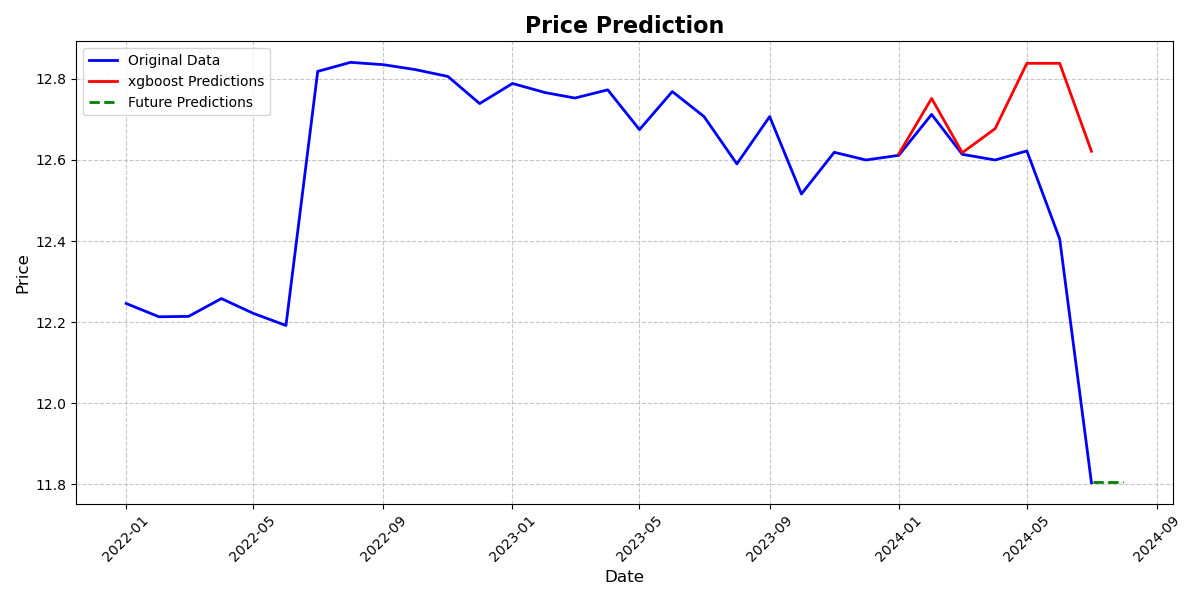 Price Prediction
Original Data
xgboost Predictions
Future Predictions
Price
12.8
12.6
12.4
12.2
12.0
11.8
2022-01
2022-05
2022-09
2023-01
2023-05
2023-09
2024-01
2024-05
2024-09
Date